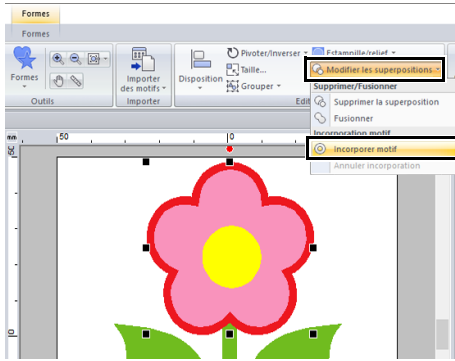 Formes
Formes
Pivoter/Inverser
Estampille/relief
Modifier les superpositions
Taille...
Formes
Importer des motifs
Disposition
Grouper
Supprimer/Fusionner
Supprimer la superposition
Outils
Importer
Edit
Fusionner
Incorporation motif
Incorporer motif
Annuler incorporation
mm
50
0
50
0